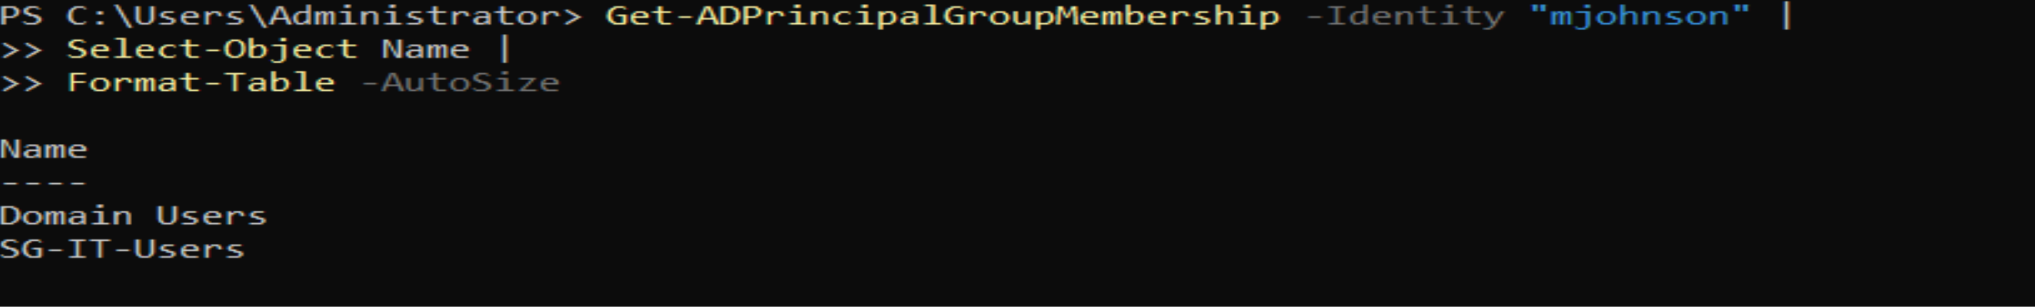 PS C:\Users\Administrator> Get-ADPrincipalGroupMembership -Identity "mjohnson" |
>> Select-Object Name |
>> Format-Table -AutoSize
Name
----
Domain Users
SG-IT-Users